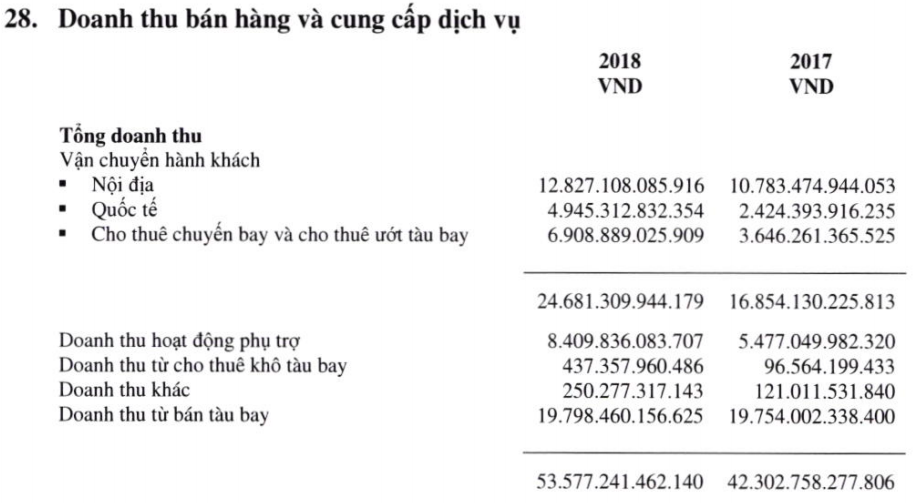 28. Doanh thu bán hàng và cung cấp dịch vụ
2018 2017
VND VND
Tổng doanh thu
Vận chuyển hành khách
▪ Nội địa 12.827.108.085.916 10.783.474.944.053
▪ Quốc tế 4.945.312.832.354 2.424.393.916.235
▪ Cho thuê chuyến bay và cho thuê ướt tàu bay 6.908.889.025.909 3.646.261.365.525
24.681.309.944.179 16.854.130.225.813
Doanh thu hoạt động phụ trợ 8.409.836.083.707 5.477.049.982.320
Doanh thu từ cho thuê khô tàu bay 437.357.960.486 96.564.199.433
Doanh thu khác 250.277.317.143 121.011.531.840
Doanh thu từ bán tàu bay 19.798.460.156.625 19.754.002.338.400
53.577.241.462.140 42.302.758.277.806